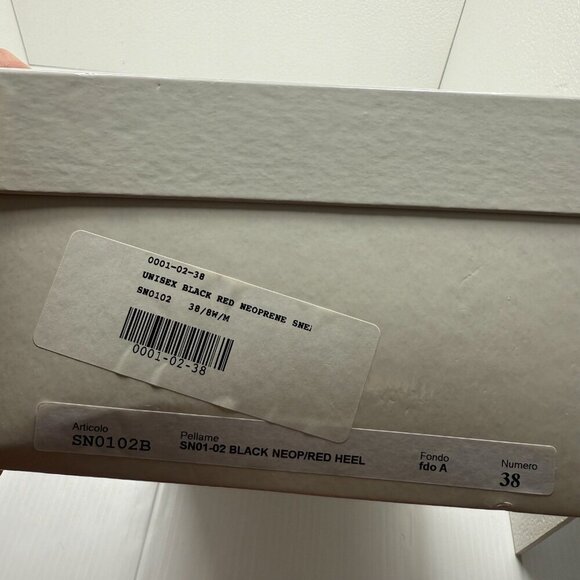 0001-02-38
UNISEX BLACK RED NEOPRENE
SN0102 38/8W/M
0001-02-38
Articolo Pellame Fondo Numero
SN0102B SN01-02 BLACK NEOP/RED HEEL fdo A 38